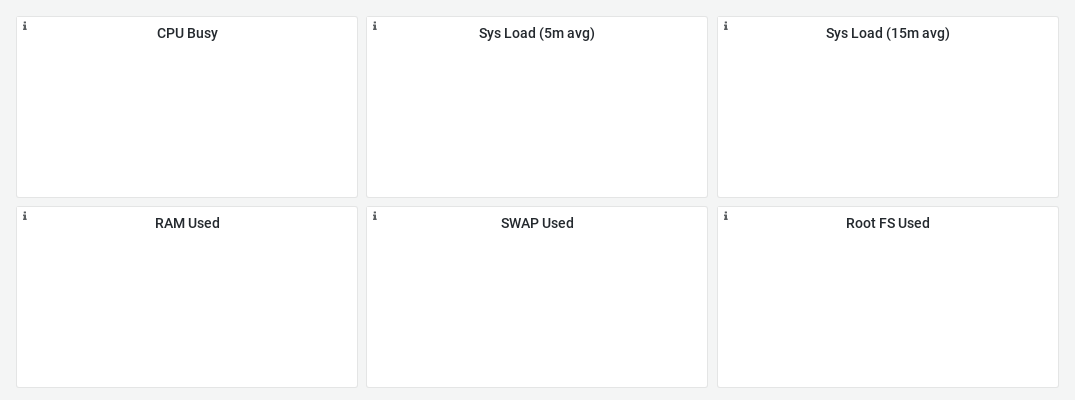 CPU Busy
Sys Load (5m avg)
Sys Load (15m avg)
RAM Used
SWAP Used
Root FS Used